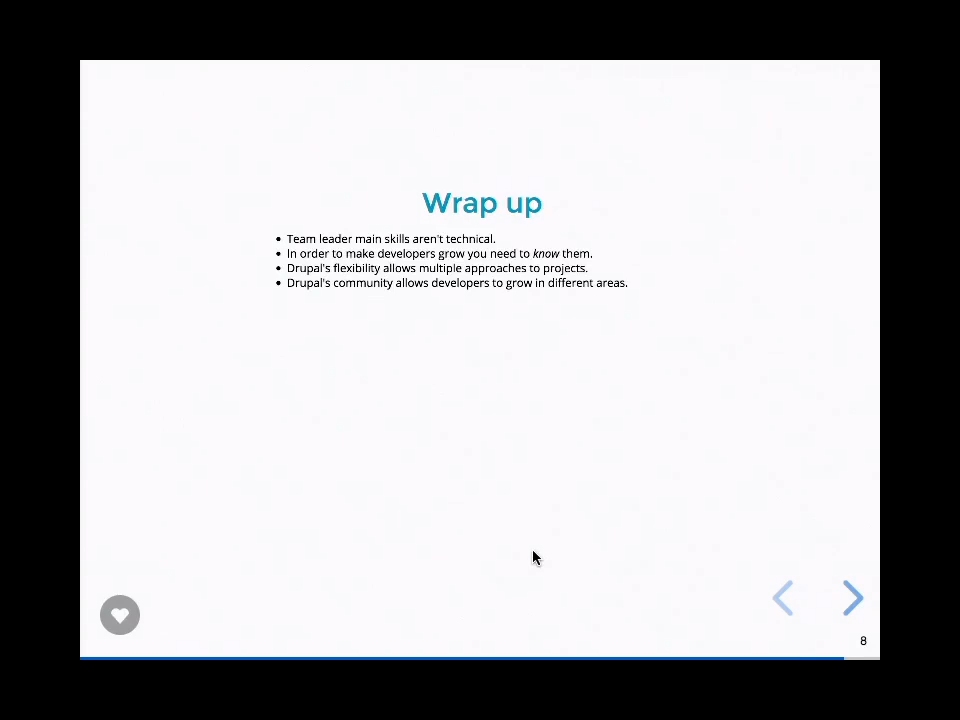 Wrap up
• Team leader main skills aren't technical.
• In order to make developers grow you need to know them.
• Drupal's flexibility allows multiple approaches to projects.
• Drupal's community allows developers to grow in different areas.
8